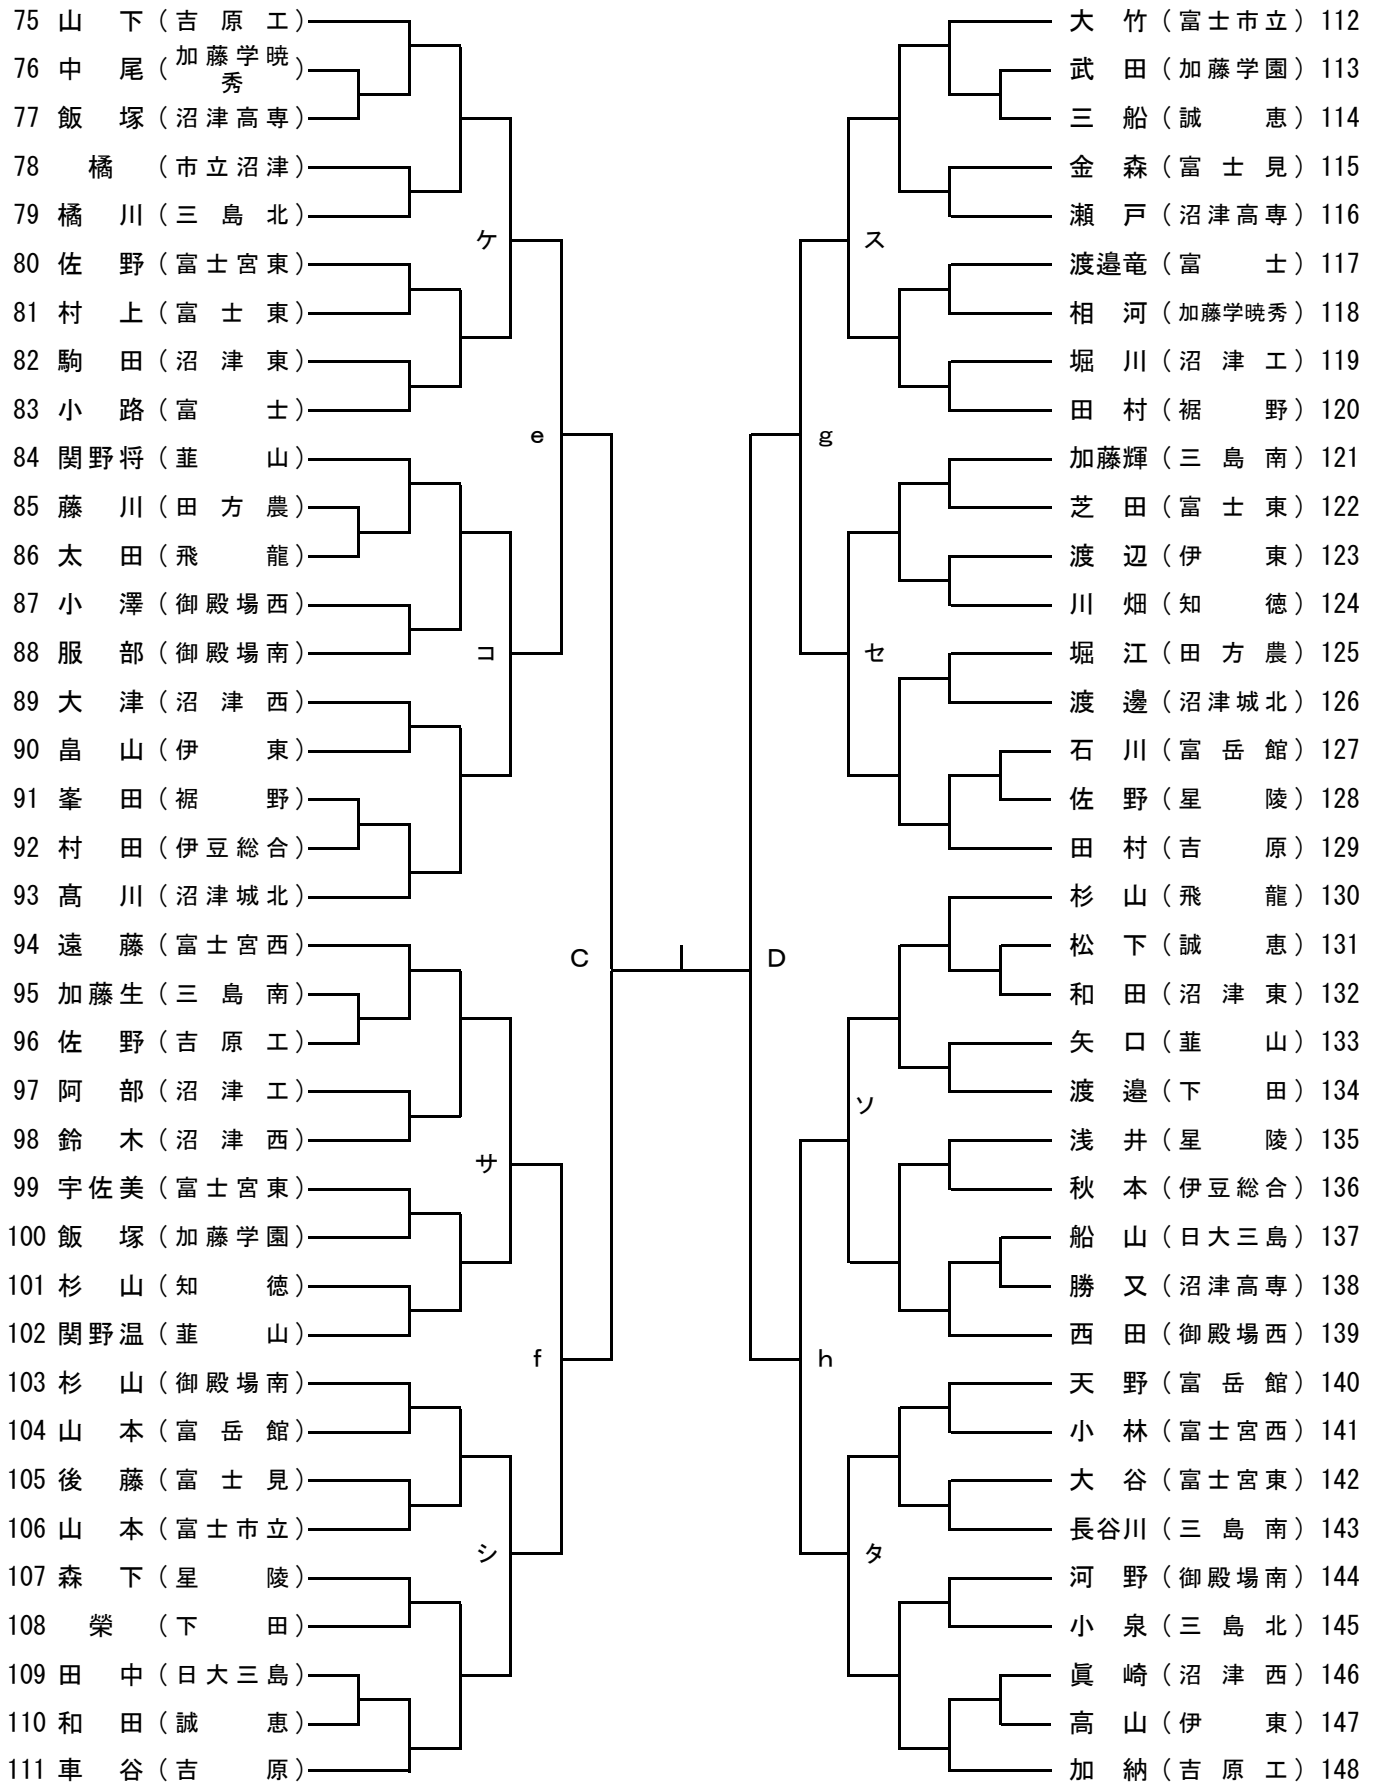 75 山下（吉原工）
76 中尾（加藤学暁秀）
77 飯塚（沼津高専）
78 橘（市立沼津）
79 橘川（三島北）
ケ
80 佐野（富士宮東）
81 村上（富士東）
82 駒田（沼津東）
83 小路（富士）
e
84 関野将（韮山）
85 藤川（田方農）
86 太田（飛龍）
87 小澤（御殿場西）
88 服部（御殿場南）
コ
89 大津（沼津西）
90 畠山（伊東）
91 峯田（裾野）
92 村田（伊豆総合）
93 髙川（沼津城北）
94 遠藤（富士宮西）
C
95 加藤生（三島南）
96 佐野（吉原工）
97 阿部（沼津工）
98 鈴木（沼津西）
サ
99 宇佐美（富士宮東）
100 飯塚（加藤学園）
101 杉山（知徳）
102 関野温（韮山）
f
103 杉山（御殿場南）
104 山本（富岳館）
105 後藤（富士見）
106 山本（富士市立）
シ
107 森下（星陵）
108 榮（下田）
109 田中（日大三島）
110 和田（誠恵）
111 車谷（吉原）
大竹（富士市立）112
武田（加藤学園）113
三船（誠恵）114
金森（富士見）115
瀬戸（沼津高専）116
ス
渡邉竜（富士）117
相河（加藤学暁秀）118
堀川（沼津工）119
田村（裾野）120
g
加藤輝（三島南）121
芝田（富士東）122
渡辺（伊東）123
川畑（知徳）124
堀江（田方農）125
セ
渡邊（沼津城北）126
石川（富岳館）127
佐野（星陵）128
田村（吉原）129
杉山（飛龍）130
松下（誠恵）131
D
和田（沼津東）132
矢口（韮山）133
渡邉（下田）134
ソ
浅井（星陵）135
秋本（伊豆総合）136
船山（日大三島）137
勝又（沼津高専）138
西田（御殿場西）139
h
天野（富岳館）140
小林（富士宮西）141
大谷（富士宮東）142
長谷川（三島南）143
タ
河野（御殿場南）144
小泉（三島北）145
眞崎（沼津西）146
高山（伊東）147
加納（吉原工）148